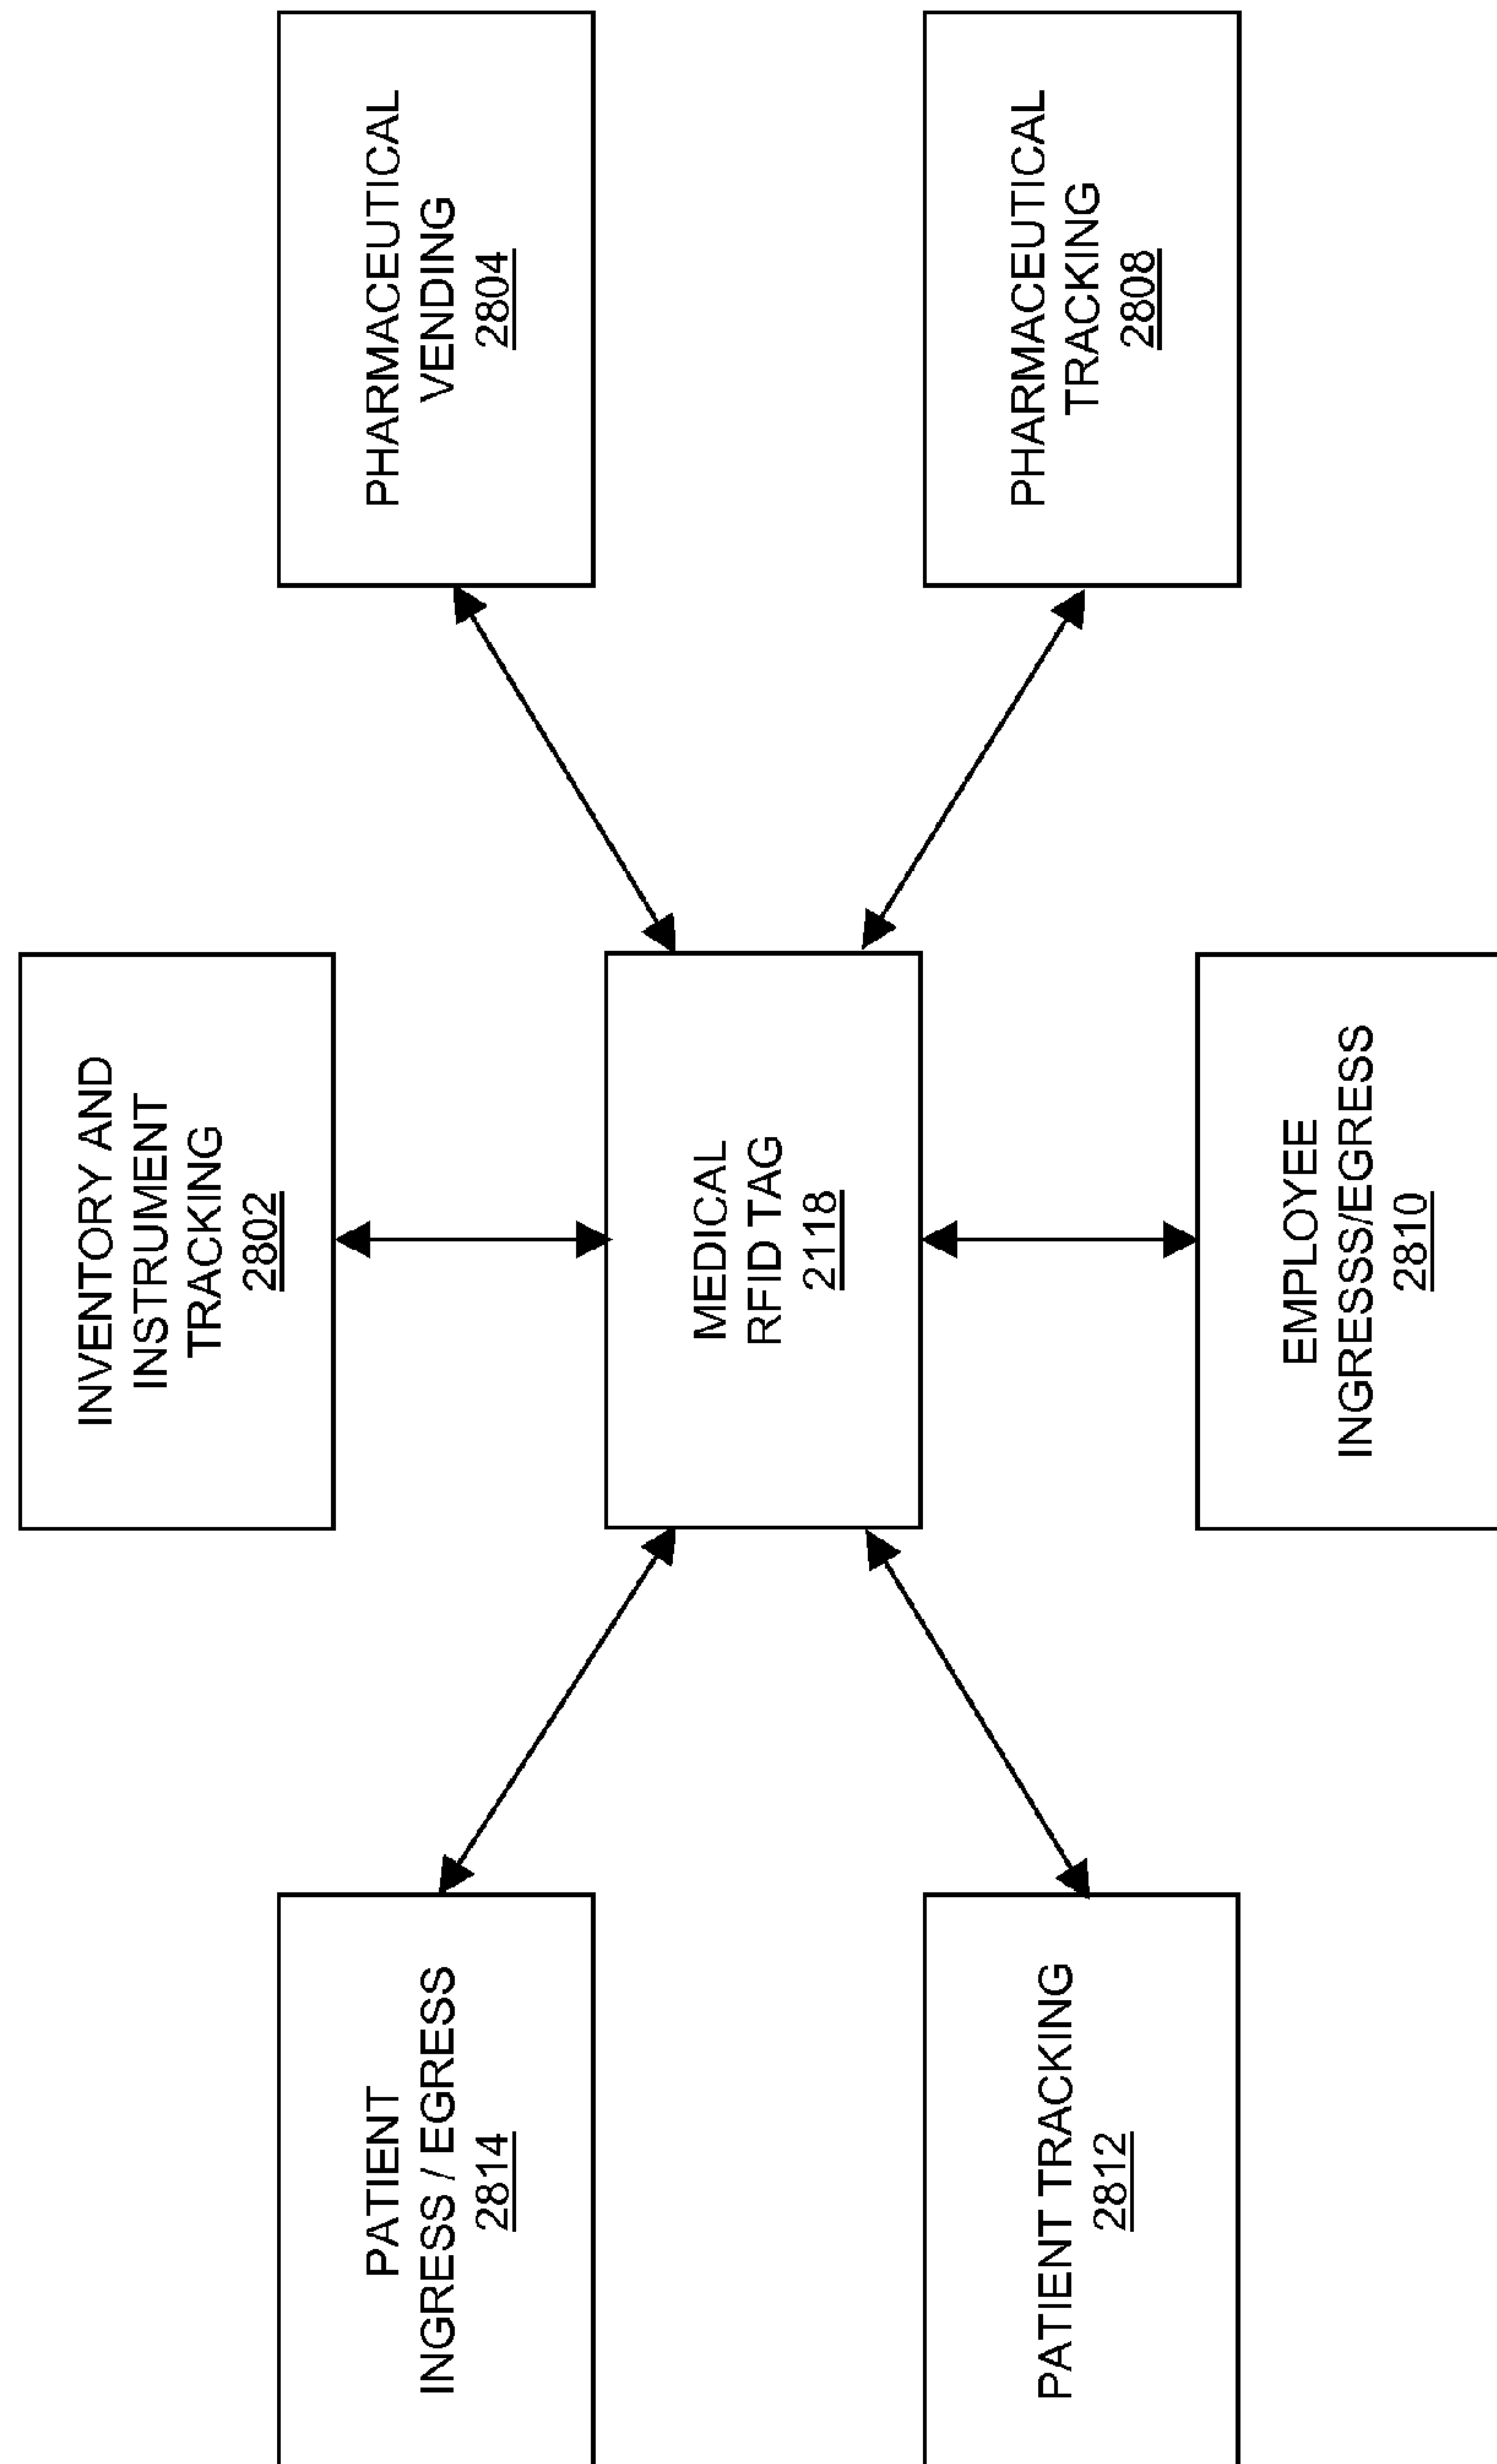 INVENTORY AND
INSTRUMENT
TRACKING
2802
PATIENT
INGRESS / EGRESS
2814
PHARMACEUTICAL
VENDING
2804
MEDICAL
RFID TAG
2118
PATIENT TRACKING
2812
PHARMACEUTICAL
TRACKING
2808
EMPLOYEE
INGRESSS/EGRESS
2810